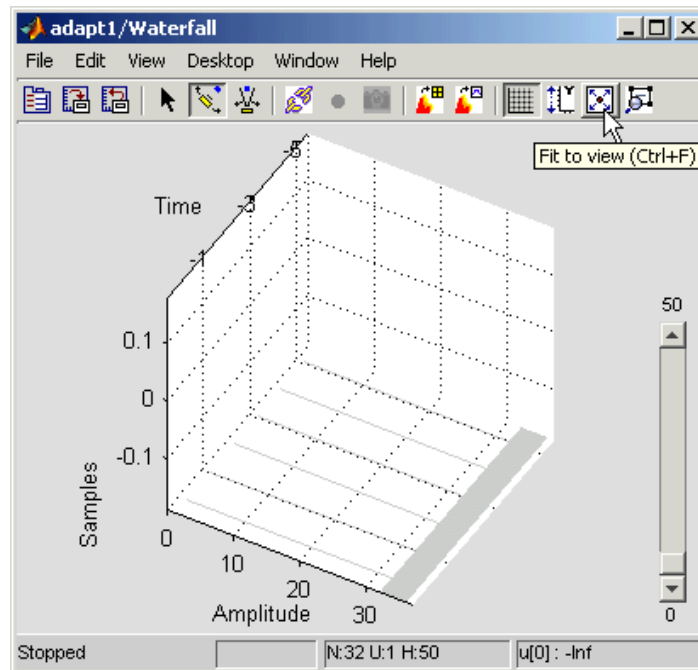 adapt1/Waterfall
File Edit View Desktop Window Help
Fit to view (Ctrl+F)
-5
Time
-3
-1
50
0.1
0
-0.1
Samples
0
10
20
30
Amplitude
0
Stopped
N:32 U:1 H:50
u[0] : -Inf